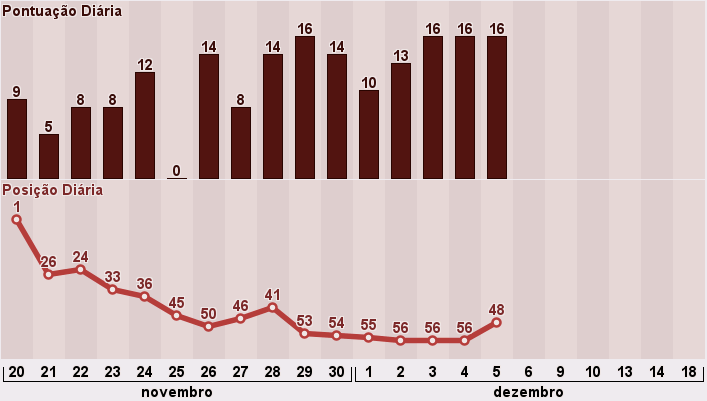 Pontuação Diária
9 5 8 8 12 0 14 8 14 16 14 10 13 16 16 16
Posição Diária
1 26 24 33 36 45 50 46 41 53 54 55 56 56 56 48
20 21 22 23 24 25 26 27 28 29 30 1 2 3 4 5 6 9 10 13 14 18
novembro dezembro